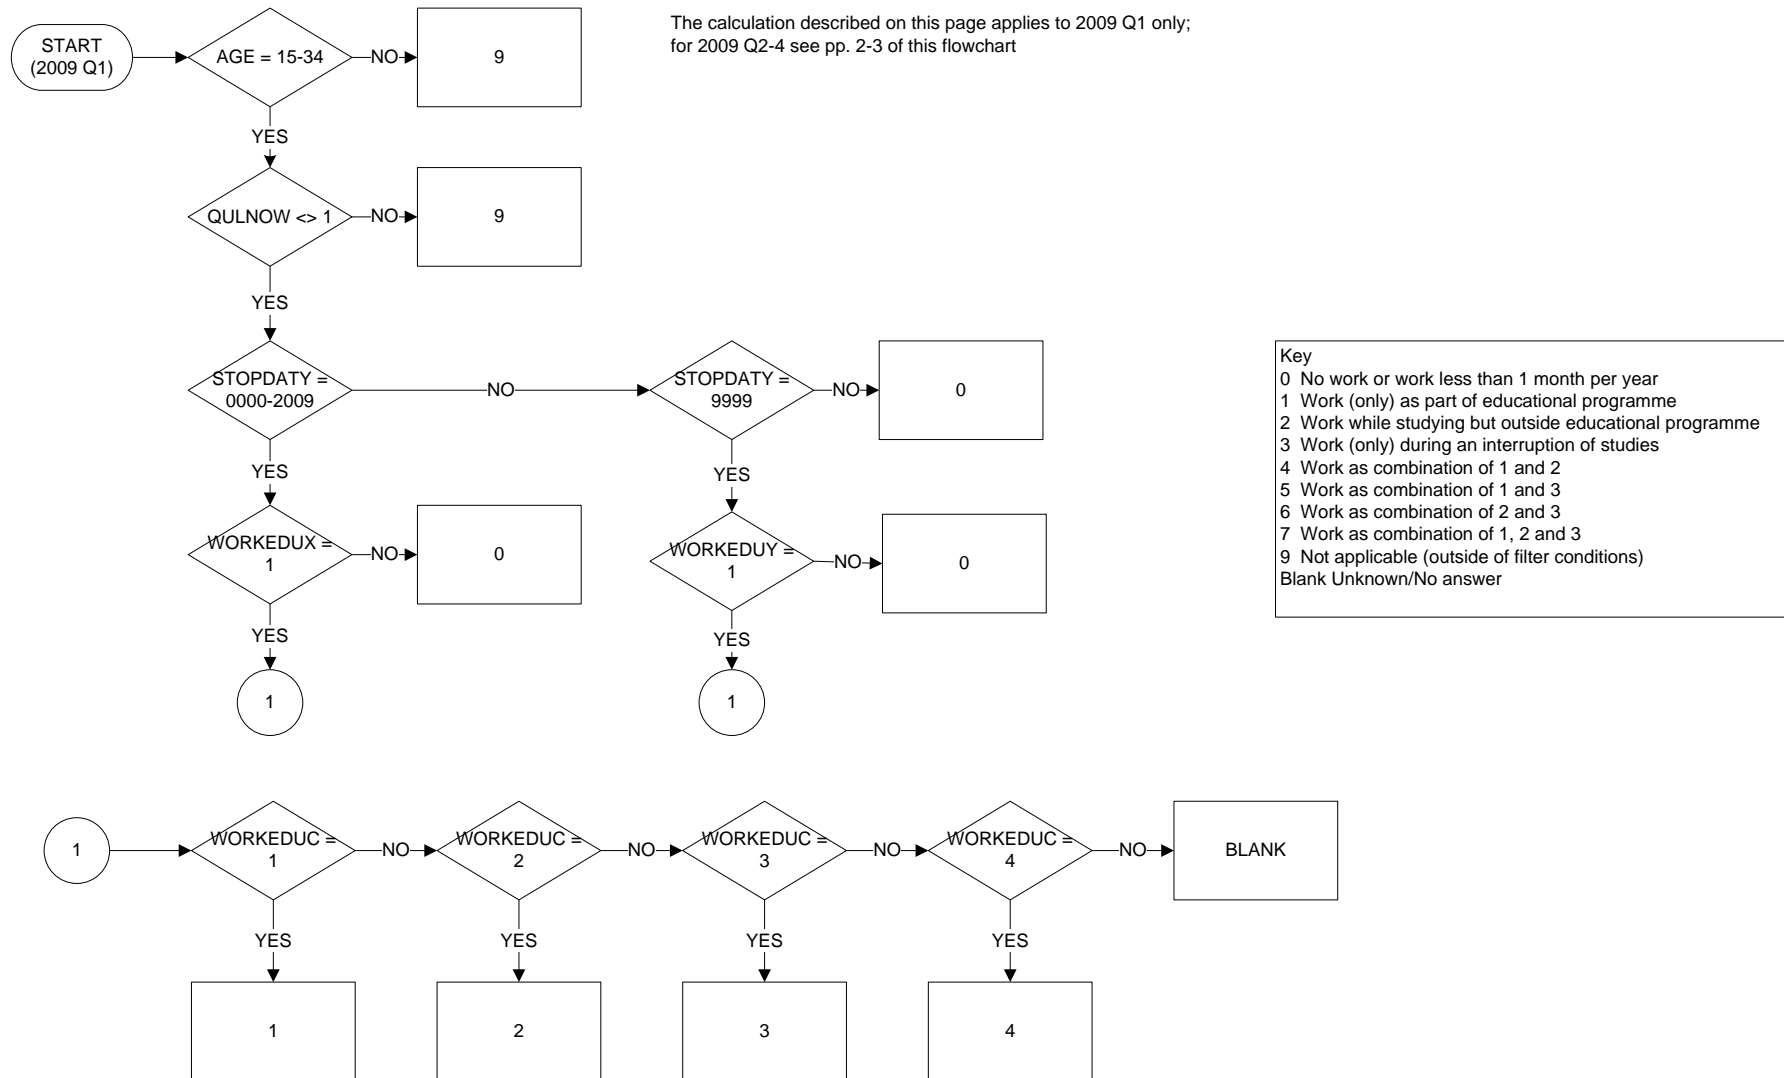 START
(2009 Q1)
AGE = 15-34
NO
9
The calculation described on this page applies to 2009 Q1 only;
for 2009 Q2-4 see pp. 2-3 of this flowchart
YES
QULNOW <> 1
NO
9
YES
STOPDATY =
0000-2009
NO
STOPDATY =
9999
NO
0
YES
YES
WORKEDUX =
1
NO
0
WORKEDUY =
1
NO
0
YES
YES
1
1
Key
0 No work or work less than 1 month per year
1 Work (only) as part of educational programme
2 Work while studying but outside educational programme
3 Work (only) during an interruption of studies
4 Work as combination of 1 and 2
5 Work as combination of 1 and 3
6 Work as combination of 2 and 3
7 Work as combination of 1, 2 and 3
9 Not applicable (outside of filter conditions)
Blank Unknown/No answer
1
WORKEDUC =
1
NO
WORKEDUC =
2
NO
WORKEDUC =
3
NO
WORKEDUC =
4
NO
BLANK
YES
YES
YES
YES
1
2
3
4